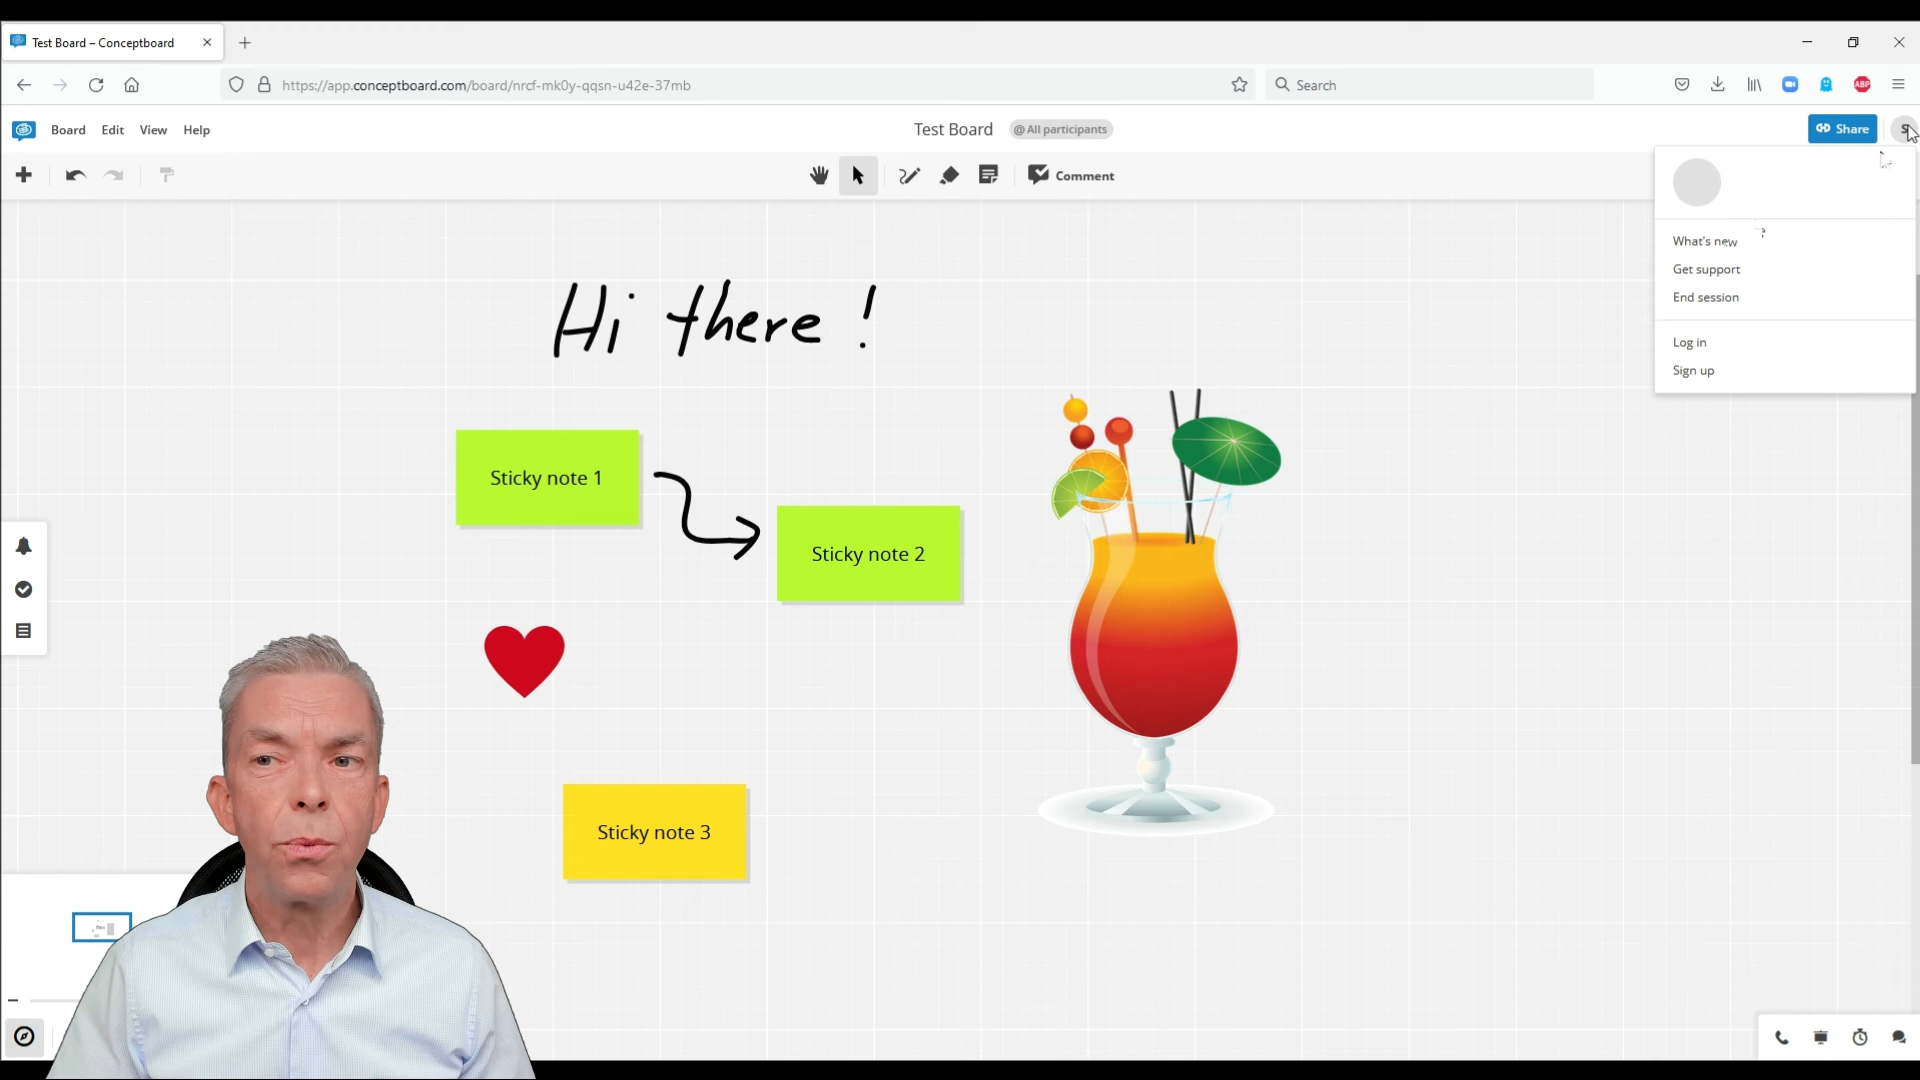 Test Board – Conceptboard
https://app.conceptboard.com/board/nrcf-mk0y-qqsn-u42e-37mb
Search
ABP
Board Edit View Help
Test Board
@ All participants
Share
Comment
What's new
Get support
End session
Log in
Sign up
Hi there !
Sticky note 1
Sticky note 2
Sticky note 3